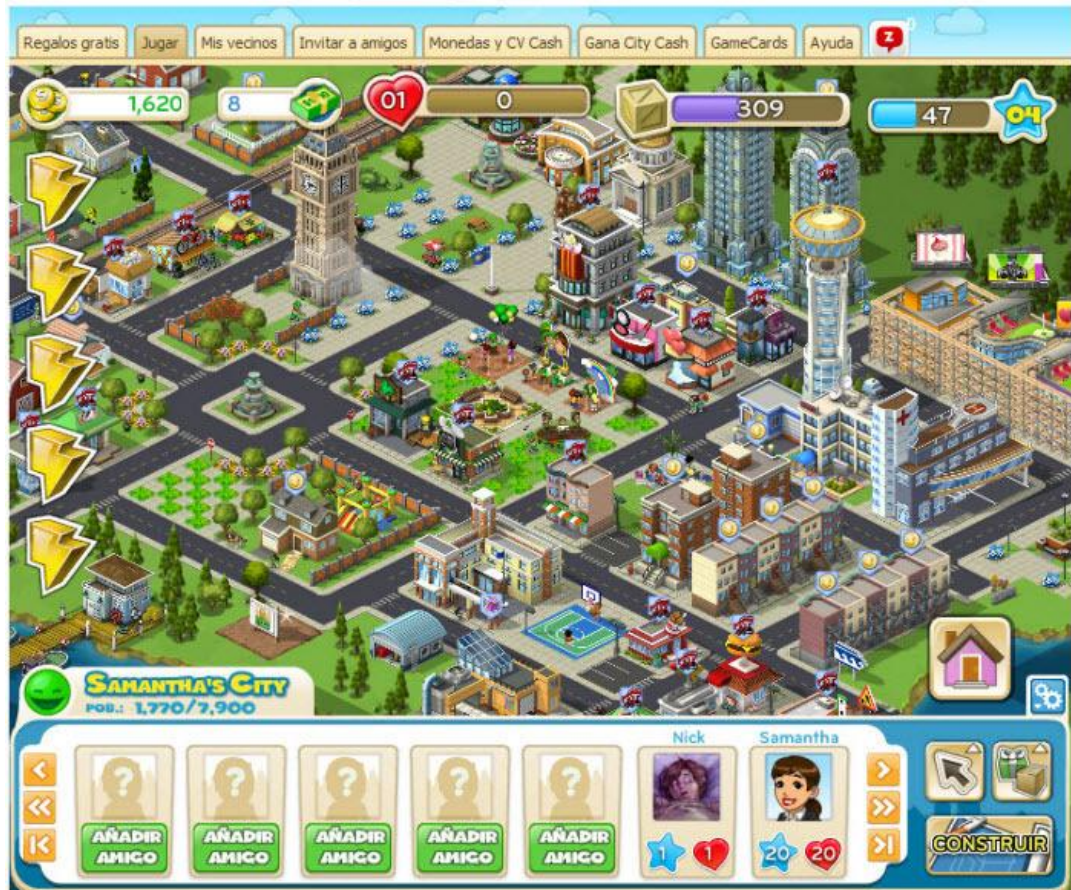 Regalos gratis
Jugar
Mis vecinos
Invitar a amigos
Monedas y CV Cash
Gana City Cash
GameCards
Ayuda
Z
0
1,620
8
01
0
309
47
04
SAMANTHA'S CITY
POB.: 1,770/7,900
Nick
Samantha
AÑADIR AMIGO
AÑADIR AMIGO
AÑADIR AMIGO
AÑADIR AMIGO
AÑADIR AMIGO
1
1
20
20
CONSTRUIR